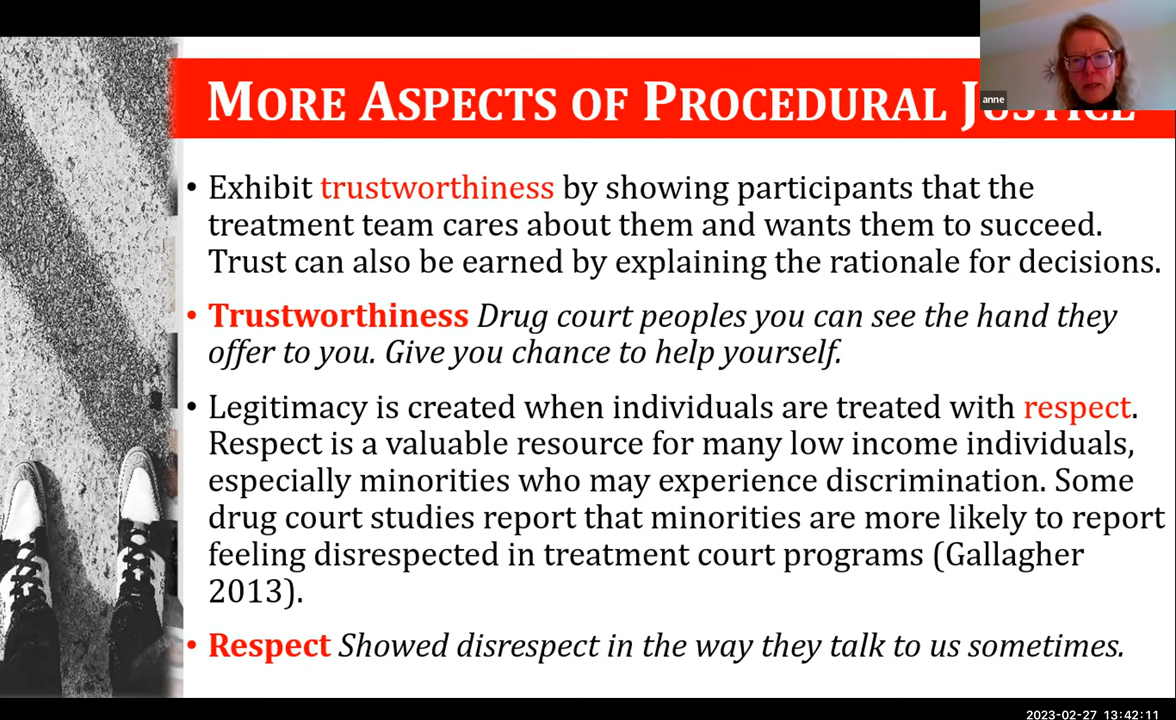 MORE ASPECTS OF PROCEDURAL JUSTICE
anne
• Exhibit trustworthiness by showing participants that the
treatment team cares about them and wants them to succeed.
Trust can also be earned by explaining the rationale for decisions.
• Trustworthiness Drug court peoples you can see the hand they
offer to you. Give you chance to help yourself.
• Legitimacy is created when individuals are treated with respect.
Respect is a valuable resource for many low income individuals,
especially minorities who may experience discrimination. Some
drug court studies report that minorities are more likely to report
feeling disrespected in treatment court programs (Gallagher
2013).
• Respect Showed disrespect in the way they talk to us sometimes.
2023-02-27 13:42:11